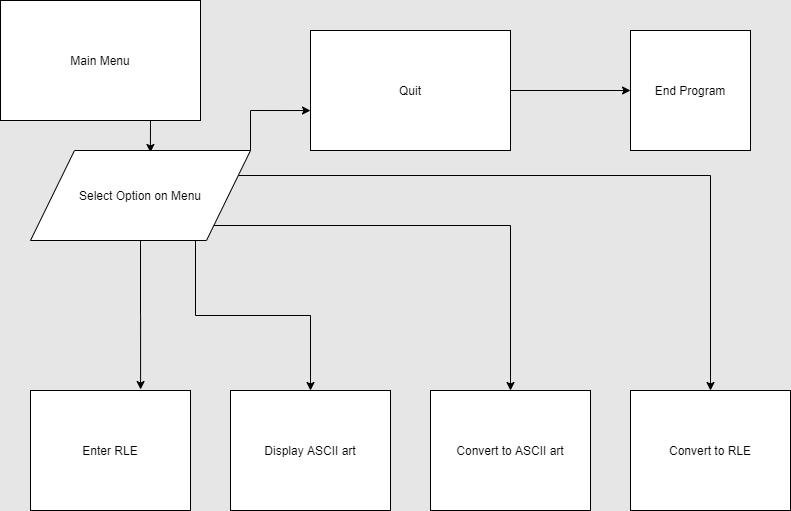 Main Menu
Quit
End Program
Select Option on Menu
Enter RLE
Display ASCII art
Convert to ASCII art
Convert to RLE